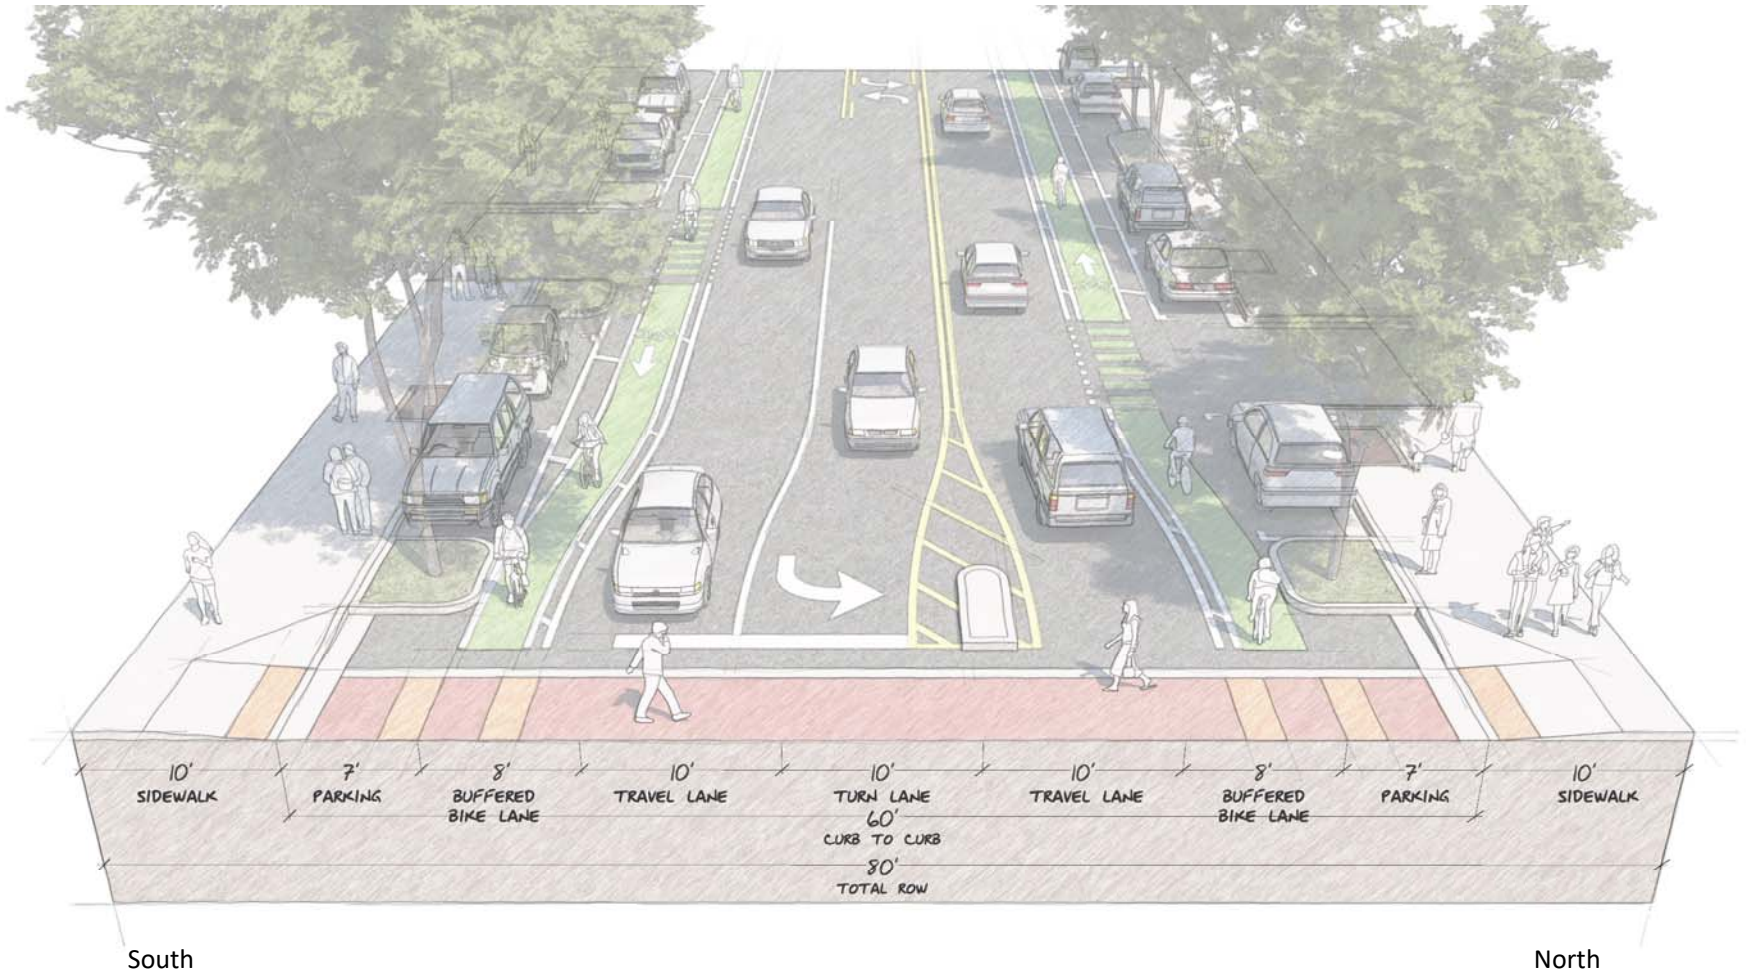 10' 7' 8' 10' 10' 10' 8' 7' 10'
SIDEWALK PARKING BUFFERED TRAVEL LANE TURN LANE TRAVEL LANE BUFFERED PARKING SIDEWALK
BIKE LANE BIKE LANE
60'
CURB TO CURB
80'
TOTAL ROW
South North